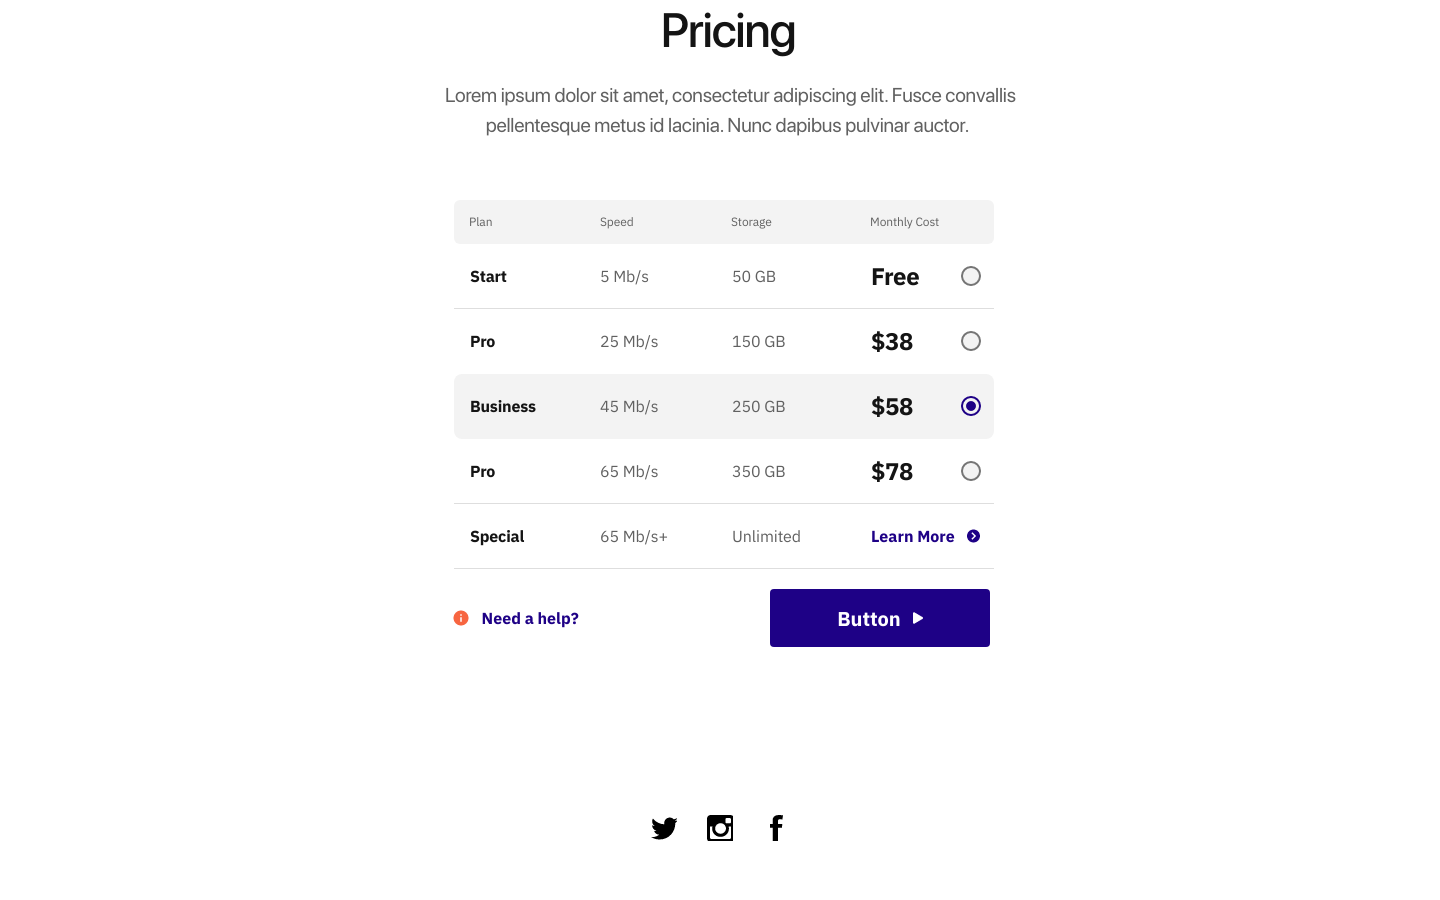 Pricing
Lorem ipsum dolor sit amet, consectetur adipiscing elit. Fusce convallis
pellentesque metus id lacinia. Nunc dapibus pulvinar auctor.
Plan Speed Storage Monthly Cost
Start 5 Mb/s 50 GB Free
Pro 25 Mb/s 150 GB $38
Business 45 Mb/s 250 GB $58
Pro 65 Mb/s 350 GB $78
Special 65 Mb/s+ Unlimited Learn More
Need a help? Button